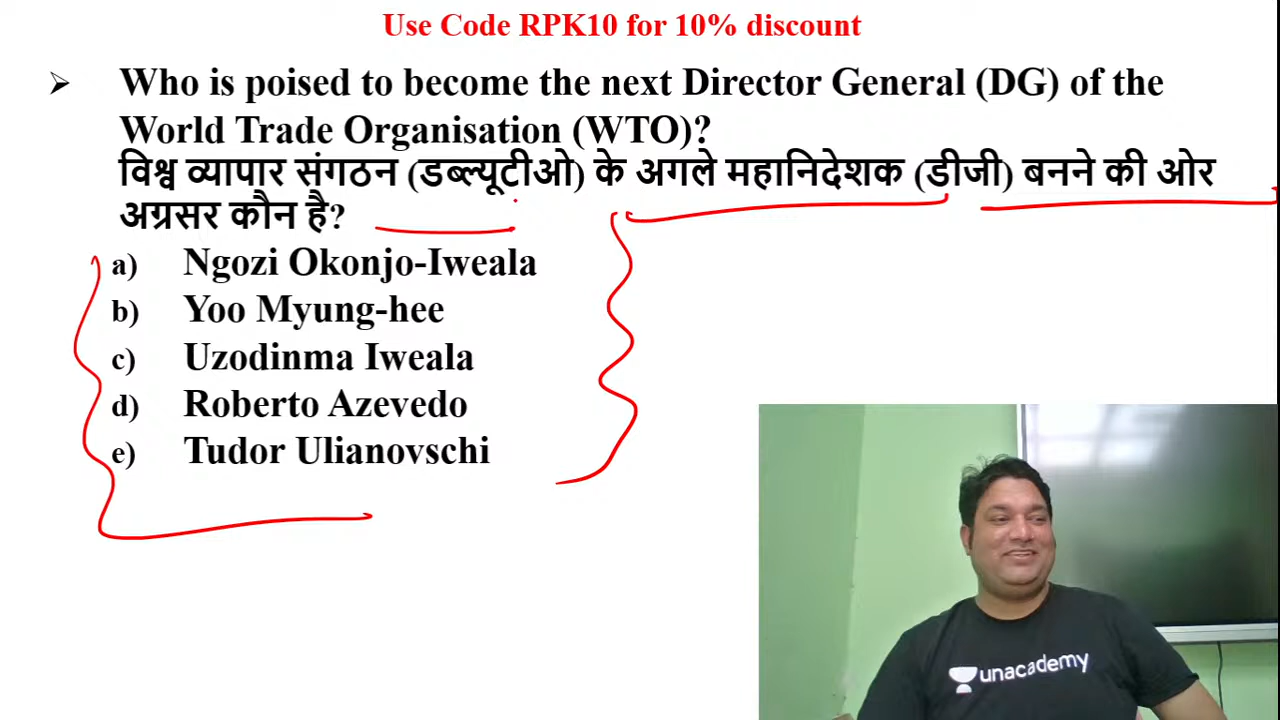 Use Code RPK10 for 10% discount
➢ Who is poised to become the next Director General (DG) of the
World Trade Organisation (WTO)?
विश्व व्यापार संगठन (डब्ल्यूटीओ) के अगले महानिदेशक (डीजी) बनने की ओर
अग्रसर कौन है?
a) Ngozi Okonjo-Iweala
b) Yoo Myung-hee
c) Uzodinma Iweala
d) Roberto Azevedo
e) Tudor Ulianovschi
unacademy